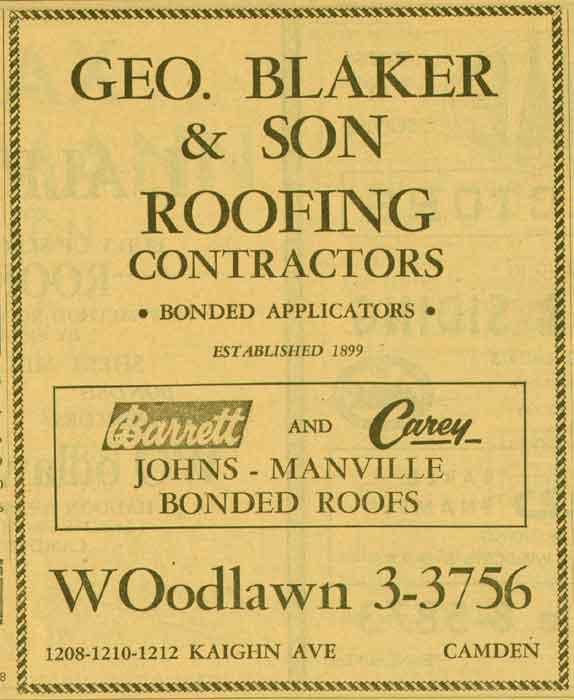 GEO. BLAKER
& SON
ROOFING
CONTRACTORS
• BONDED APPLICATORS •
ESTABLISHED 1899
Barrett AND Carey
JOHNS - MANVILLE
BONDED ROOFS
WOodlawn 3-3756
1208-1210-1212 KAIGHN AVE CAMDEN
8